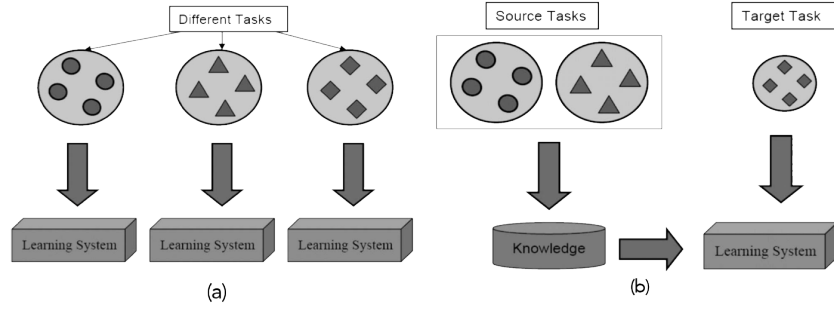 Different Tasks
Learning System
Learning System
Learning System
(a)
Source Tasks
Target Task
Knowledge
Learning System
(b)